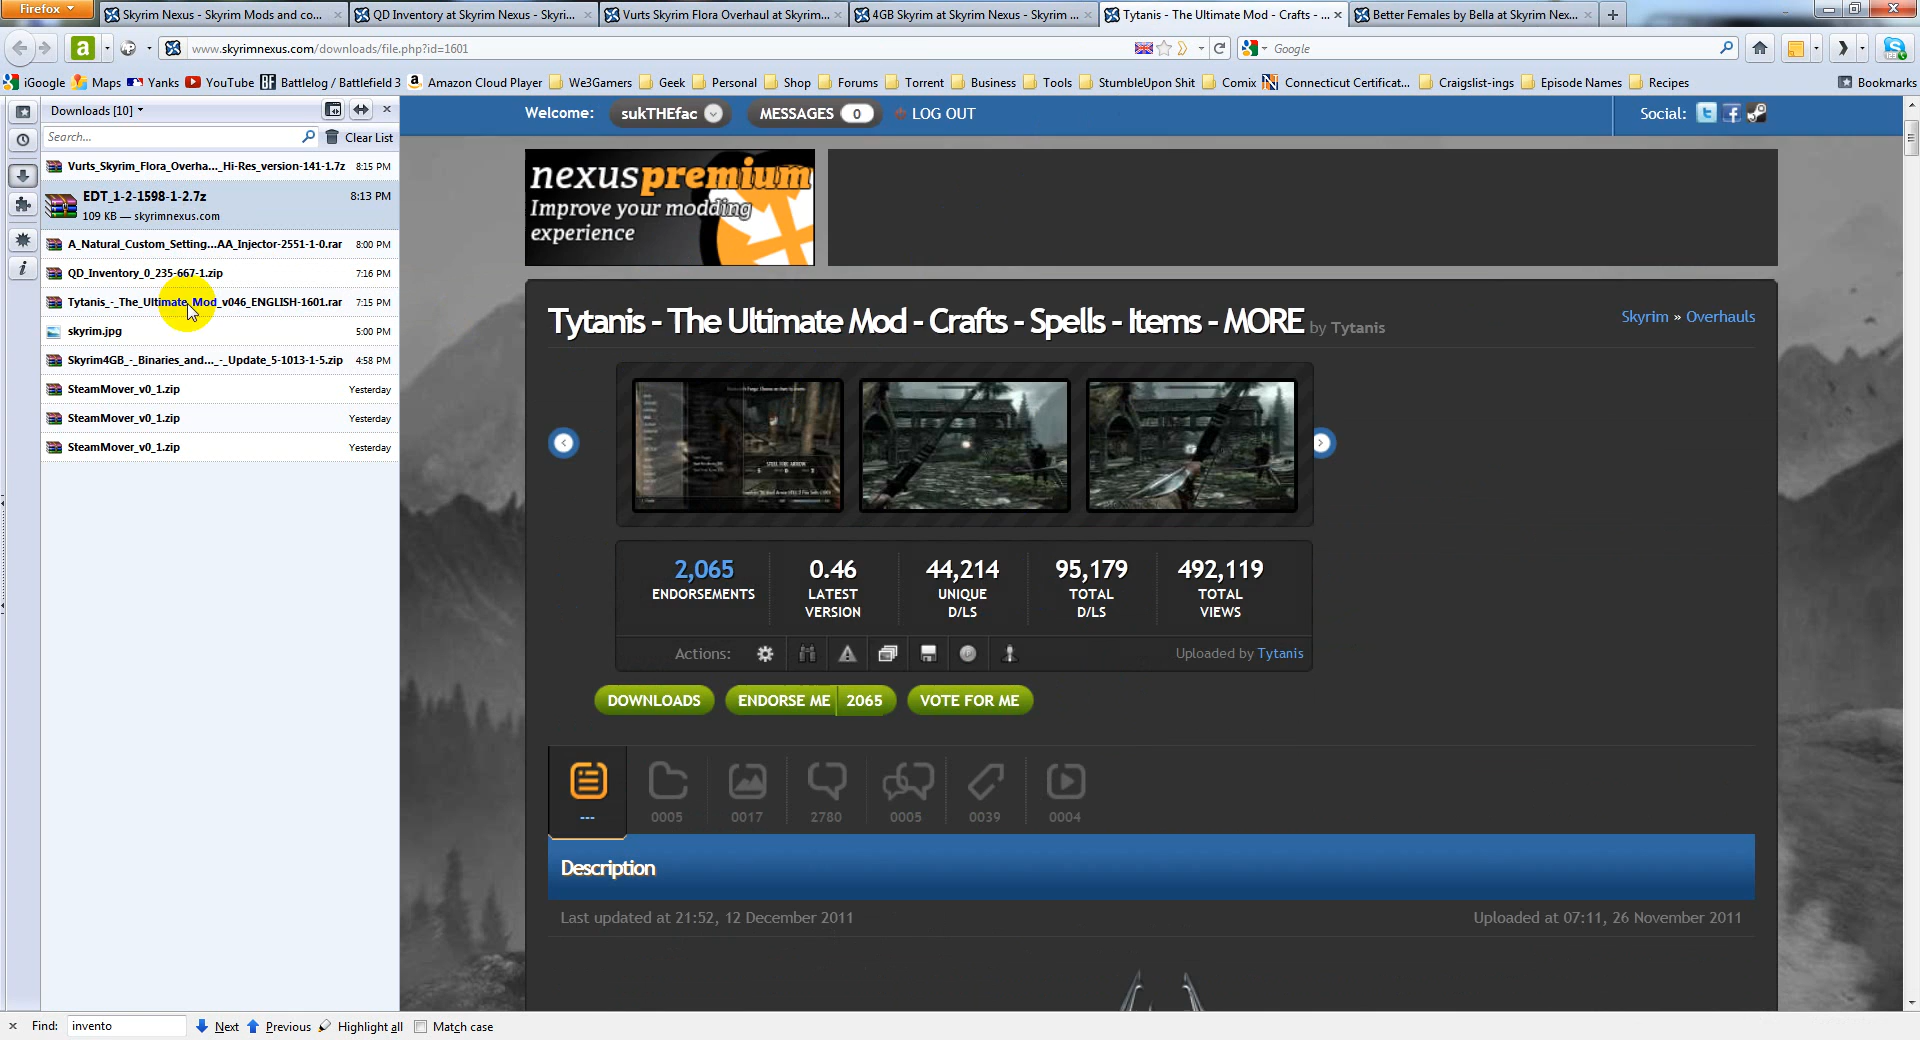 Firefox
Skyrim Nexus - Skyrim Mods and co...
QD Inventory at Skyrim Nexus - Skyri...
Vurts Skyrim Flora Overhaul at Skyrim...
4GB Skyrim at Skyrim Nexus - Skyrim ...
Tytanis - The Ultimate Mod - Crafts - ...
Better Females by Bella at Skyrim Nex...
www.skyrimnexus.com/downloads/file.php?id=1601
Google
iGoogle Maps Yanks YouTube Battlelog / Battlefield 3 Amazon Cloud Player We3Gamers Geek Personal Shop Forums Torrent Business Tools StumbleUpon Shit Comix Connecticut Certificat... Craigslist-ings Episode Names Recipes Bookmarks
Downloads [10]
Search...
Clear List
Vurts_Skyrim_Flora_Overha..._Hi-Res_version-141-1.7z 8:15 PM
EDT_1-2-1598-1-2.7z 8:13 PM
109 KB — skyrimnexus.com
A_Natural_Custom_Setting...AA_Injector-2551-1-0.rar 8:00 PM
QD_Inventory_0_235-667-1.zip 7:16 PM
Tytanis_-_The_Ultimate_Mod_v046_ENGLISH-1601.rar 7:15 PM
skyrim.jpg 5:00 PM
Skyrim4GB_-_Binaries_and..._-_Update_5-1013-1-5.zip 4:58 PM
SteamMover_v0_1.zip Yesterday
SteamMover_v0_1.zip Yesterday
SteamMover_v0_1.zip Yesterday
Welcome: sukTHEfac MESSAGES 0 LOG OUT Social:
nexuspremium
Improve your modding
experience
Tytanis - The Ultimate Mod - Crafts - Spells - Items - MORE by Tytanis
Skyrim » Overhauls
2,065 0.46 44,214 95,179 492,119
ENDORSEMENTS LATEST UNIQUE TOTAL TOTAL
VERSION D/LS D/LS VIEWS
Actions:
Uploaded by Tytanis
DOWNLOADS ENDORSE ME 2065 VOTE FOR ME
--- 0005 0017 2780 0005 0039 0004
Description
Last updated at 21:52, 12 December 2011
Uploaded at 07:11, 26 November 2011
Find: invento Next Previous Highlight all Match case